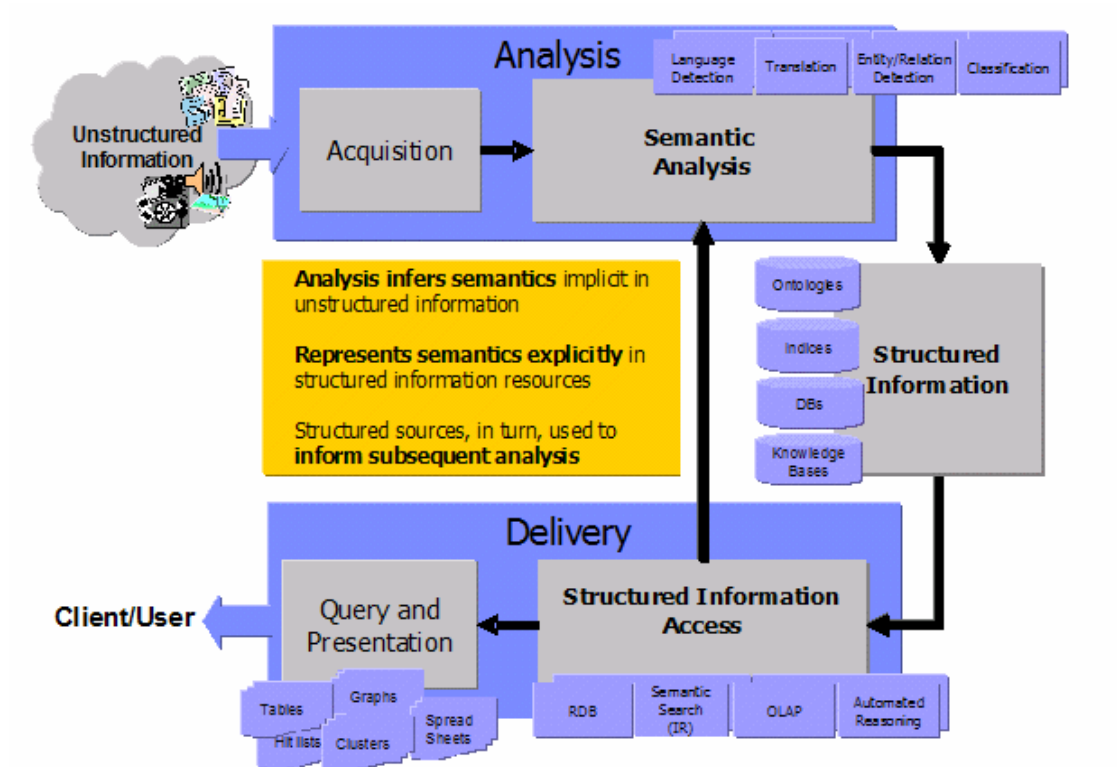 Analysis
Language
Detection
Translation
Entity/Relation
Detection
Classification
Unstructured
Information
Acquisition
Semantic
Analysis
Analysis infers semantics implicit in
unstructured information
Represents semantics explicitly in
structured information resources
Structured sources, in turn, used to
inform subsequent analysis
Ontologies
Indices
DBs
Knowledge
Bases
Structured
Information
Delivery
Client/User
Query and
Presentation
Structured Information
Access
Tables
Graphs
Hit lists
Clusters
Spread
Sheets
RDB
Semantic
Search
(IR)
OLAP
Automated
Reasoning